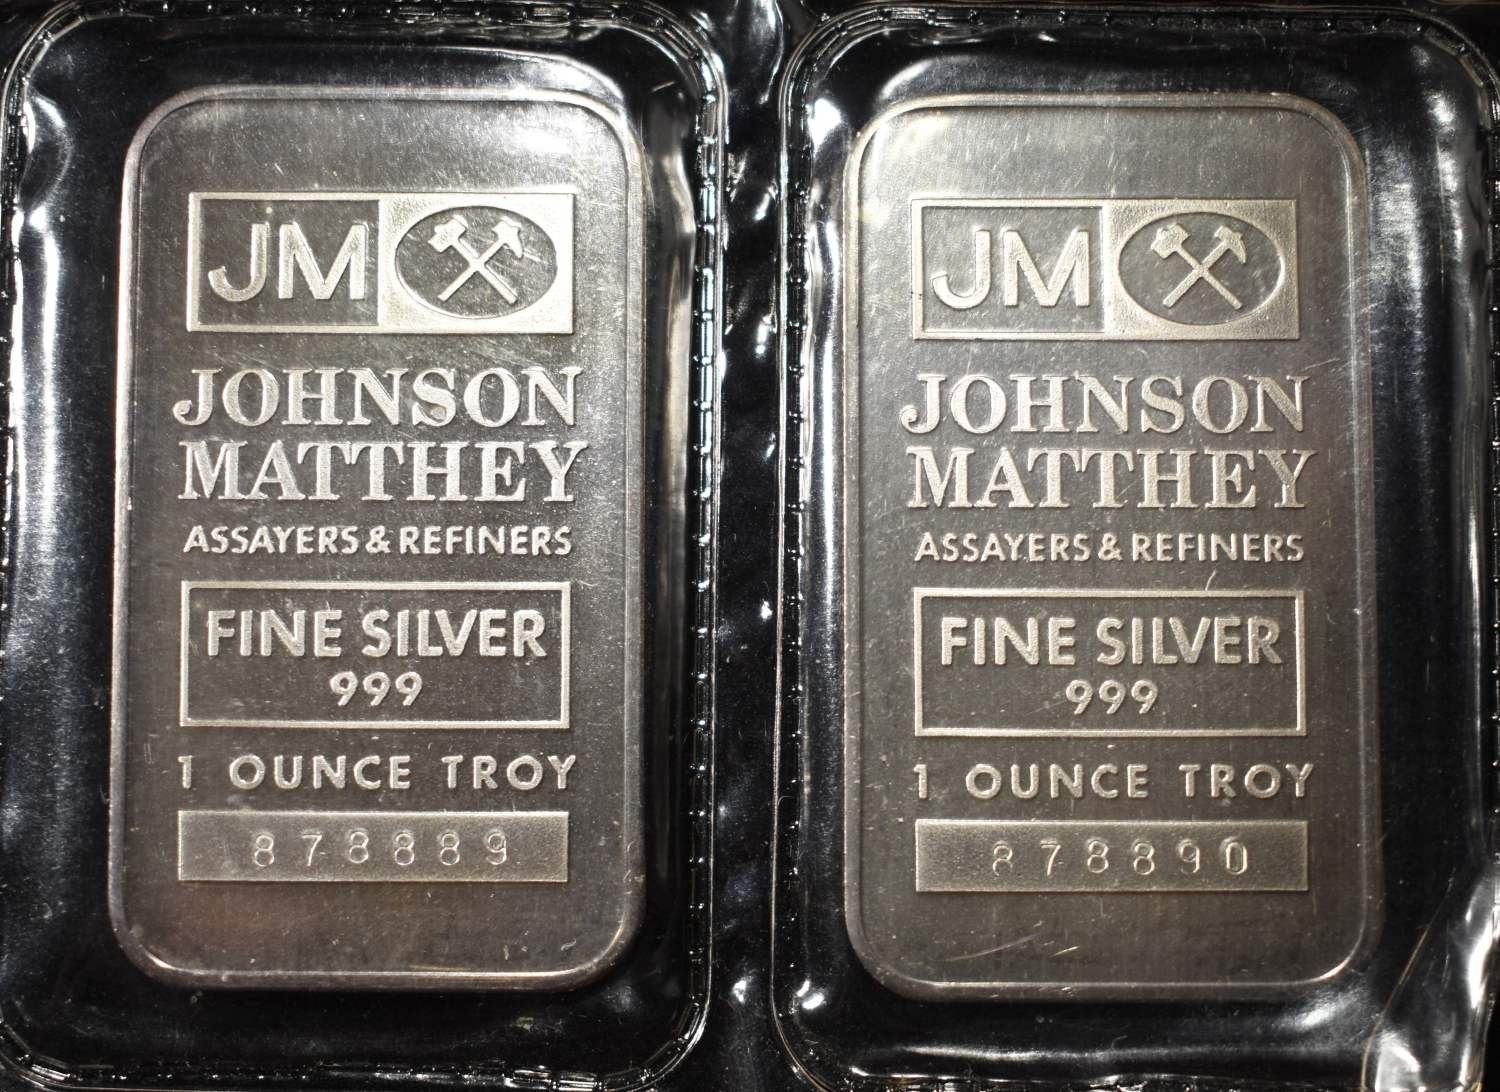 JM
JOHNSON
MATTHEY
ASSAYERS & REFINERS
FINE SILVER
999
1 OUNCE TROY
878889
JM
JOHNSON
MATTHEY
ASSAYERS & REFINERS
FINE SILVER
999
1 OUNCE TROY
878890